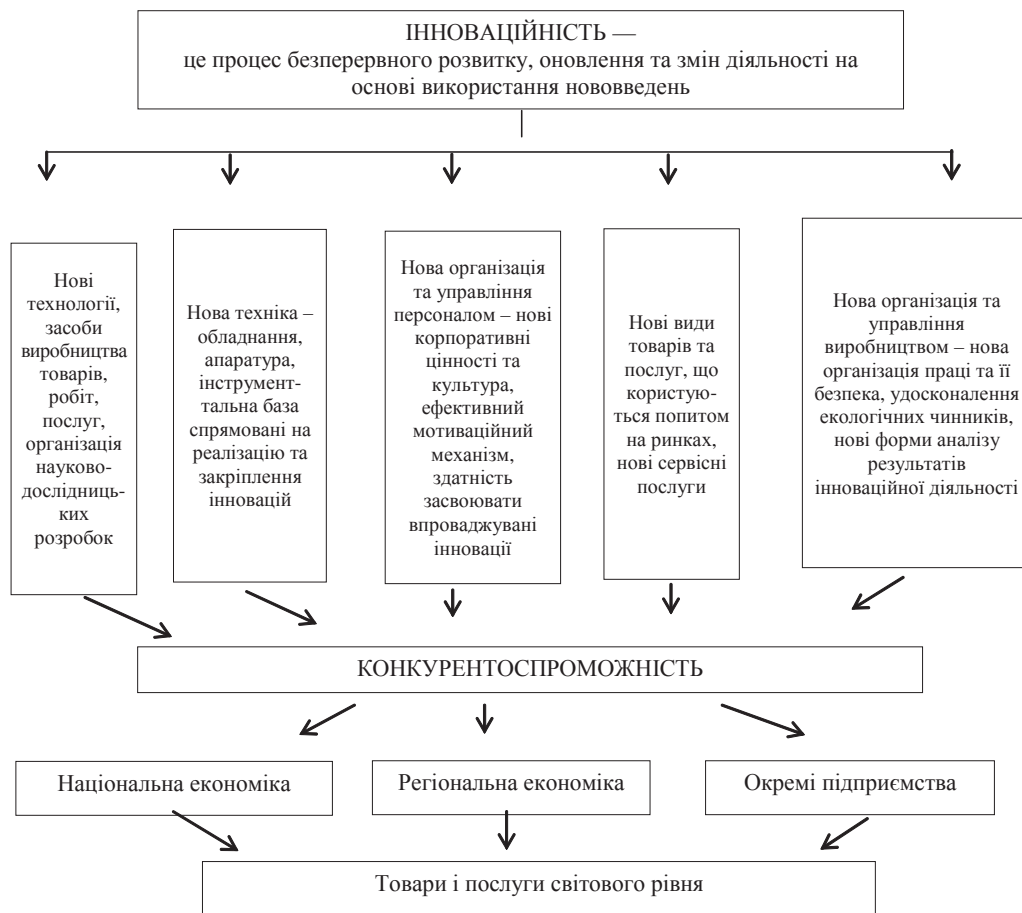 ІННОВАЦІЙНІСТЬ —
це процес безперервного розвитку, оновлення та змін діяльності на
основі використання нововведень
Нові
технології,
засоби
виробництва
товарів,
робіт,
послуг,
організація
науково-
дослідниць-
ких
розробок
Нова техніка –
обладнання,
апаратура,
інструмент-
тальна база
спрямовані на
реалізацію та
закріплення
інновацій
Нова організація
та управління
персоналом – нові
корпоративні
цінності та
культура,
ефективний
мотиваційний
механізм,
здатність
засвоювати
впроваджувані
інновації
Нові види
товарів та
послуг, що
користую-
ться попитом
на ринках,
нові сервісні
послуги
Нова організація та
управління
виробництвом – нова
організація праці та її
безпека, удосконалення
екологічних чинників,
нові форми аналізу
результатів
інноваційної діяльності
КОНКУРЕНТОСПРОМОЖНІСТЬ
Національна економіка
Регіональна економіка
Окремі підприємства
Товари і послуги світового рівня